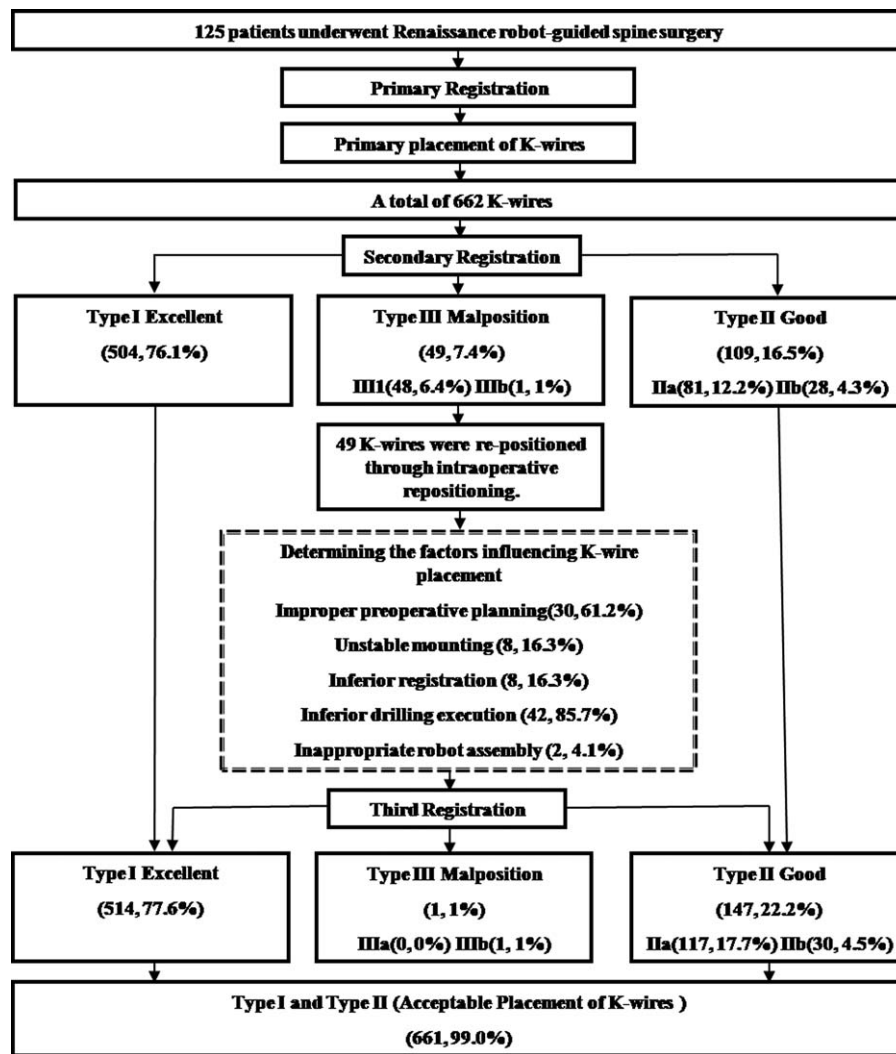 125 patients underwent Renaissance robot-guided spine surgery
Primary Registration
Primary placement of K-wires
A total of 662 K-wires
Secondary Registration
Type I Excellent
(504, 76.1%)
Type III Malposition
(49, 7.4%)
III1(48, 6.4%) IIIb(1, 1%)
Type II Good
(109, 16.5%)
IIa(81, 12.2%) IIb(28, 4.3%)
49 K-wires were re-positioned
through intraoperative
repositioning.
Determining the factors influencing K-wire
placement
Improper preoperative planning(30, 61.2%)
Unstable mounting (8, 16.3%)
Inferior registration (8, 16.3%)
Inferior drilling execution (42, 85.7%)
Inappropriate robot assembly (2, 4.1%)
Third Registration
Type I Excellent
(514, 77.6%)
Type III Malposition
(1, 1%)
IIIa(0, 0%) IIIb(1, 1%)
Type II Good
(147, 22.2%)
IIa(117, 17.7%) IIb(30, 4.5%)
Type I and Type II (Acceptable Placement of K-wires )
(661, 99.0%)